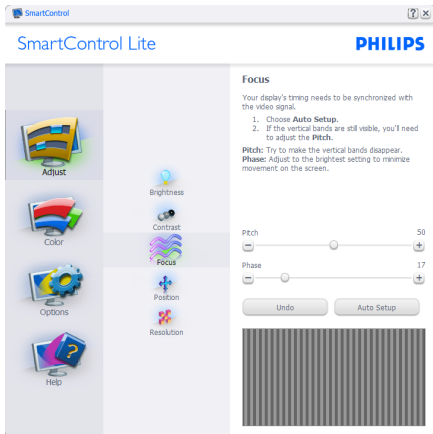 SmartControl
SmartControl Lite
PHILIPS
Adjust
Color
Options
Help
Brightness
Contrast
Focus
Position
Resolution
Focus
Your display's timing needs to be synchronized with
the video signal.
1. Choose Auto Setup.
2. If the vertical bands are still visible, you'll need
to adjust the Pitch.
Pitch: Try to make the vertical bands disappear.
Phase: Adjust to the brightest setting to minimize
movement on the screen.
Pitch 50
Phase 17
Undo Auto Setup